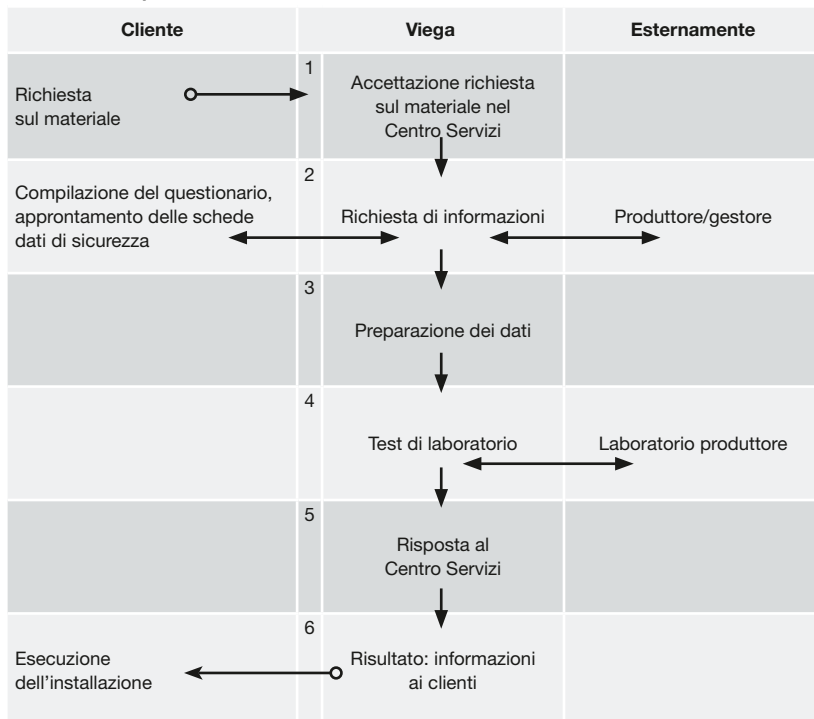 Cliente
Viega
Esternamente
1
Richiesta
sul materiale
Accettazione richiesta
sul materiale nel
Centro Servizi
2
Compilazione del questionario,
approntamento delle schede
dati di sicurezza
Richiesta di informazioni
Produttore/gestore
3
Preparazione dei dati
4
Test di laboratorio
Laboratorio produttore
5
Risposta al
Centro Servizi
6
Esecuzione
dell'installazione
Risultato: informazioni
ai clienti